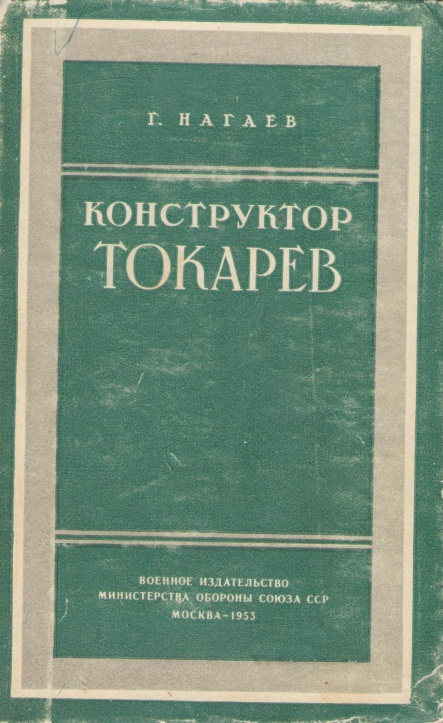 Г. НАГАЕВ
КОНСТРУКТОР
ТОКАРЕВ
ВОЕННОЕ ИЗДАТЕЛЬСТВО
МИНИСТЕРСТВА ОБОРОНЫ СОЮЗА ССР
МОСКВА—1953